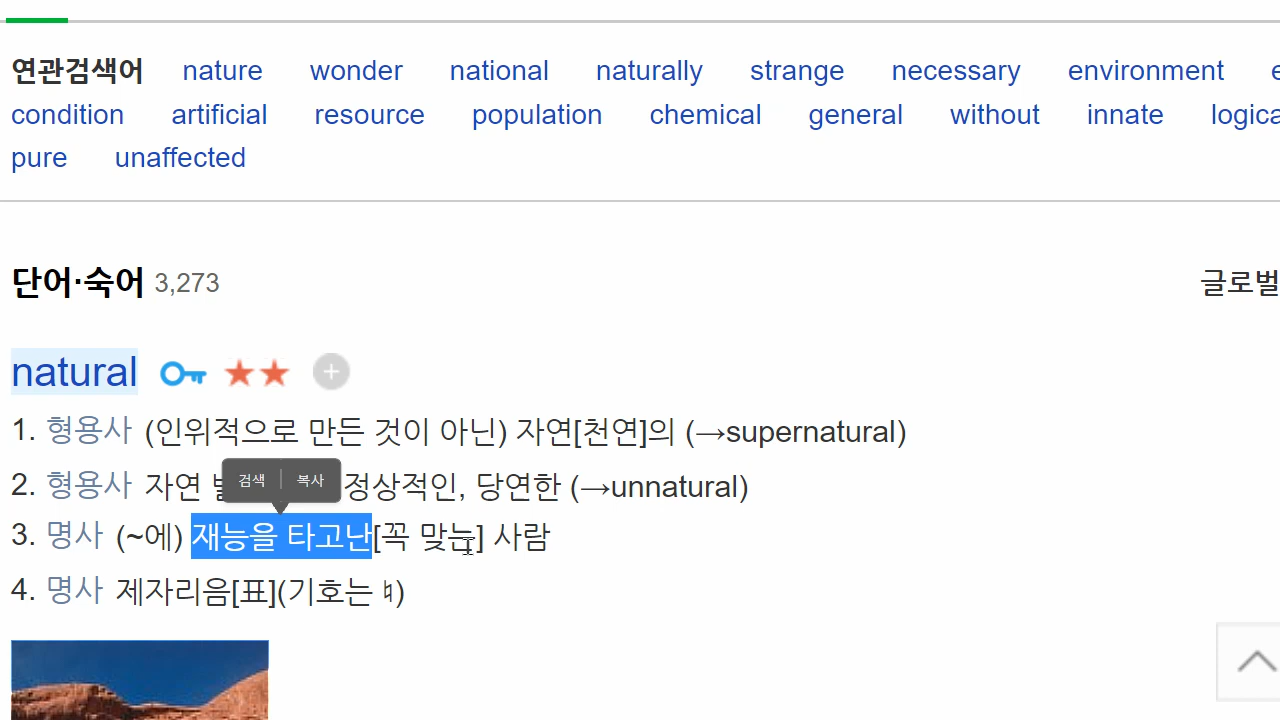 연관검색어 nature wonder national naturally strange necessary environment
condition artificial resource population chemical general without innate
pure unaffected
단어·숙어 3,273 글로벌
natural
1. 형용사 (인위적으로 만든 것이 아닌) 자연[천연]의 (→supernatural)
검색 복사
2. 형용사 자연 정상적인, 당연한 (→unnatural)
3. 명사 (~에) 재능을 타고난[꼭 맞는] 사람
4. 명사 제자리음[표](기호는 ♮)